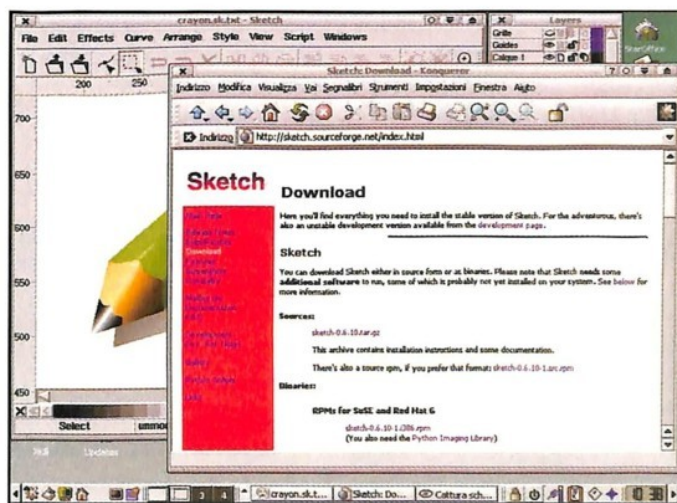 crayon.sk.txt - Sketch
File Edit Effects Curve Arrange Style View Script Windows
200 250
700
650
600
550
500
450
Select
Updates
Layers
Grille
Guides
Calque 1
StarOffice
Sketch: Download - Konqueror
Indirizzo Modifica Visualizza Vai Segnalibri Strumenti Impostazioni Finestra Aiuto
Indirizzo http://sketch.sourceforge.net/index.html
Sketch
Download
Download
Links
Here you'll find everything you need to install the stable version of Sketch. For the adventurous, there's
also an unstable development version available from the development page.
Sketch
You can download Sketch either in source form or as binaries. Please note that Sketch needs some
additional software to run, some of which is probably not yet installed on your system. See below for
more information.
Sources:
sketch-0.6.10.tar.gz
This archive contains installation instructions and some documentation.
There's also a source rpm, if you prefer that format: sketch-0.6.10-1.src.rpm
Binaries:
RPMs for SuSE and Red Hat 6
sketch-0.6.10-1.i386.rpm
(You also need the Python Imaging Library)
3 4
crayon.sk.t... Sketch: Do... Cattura sch...